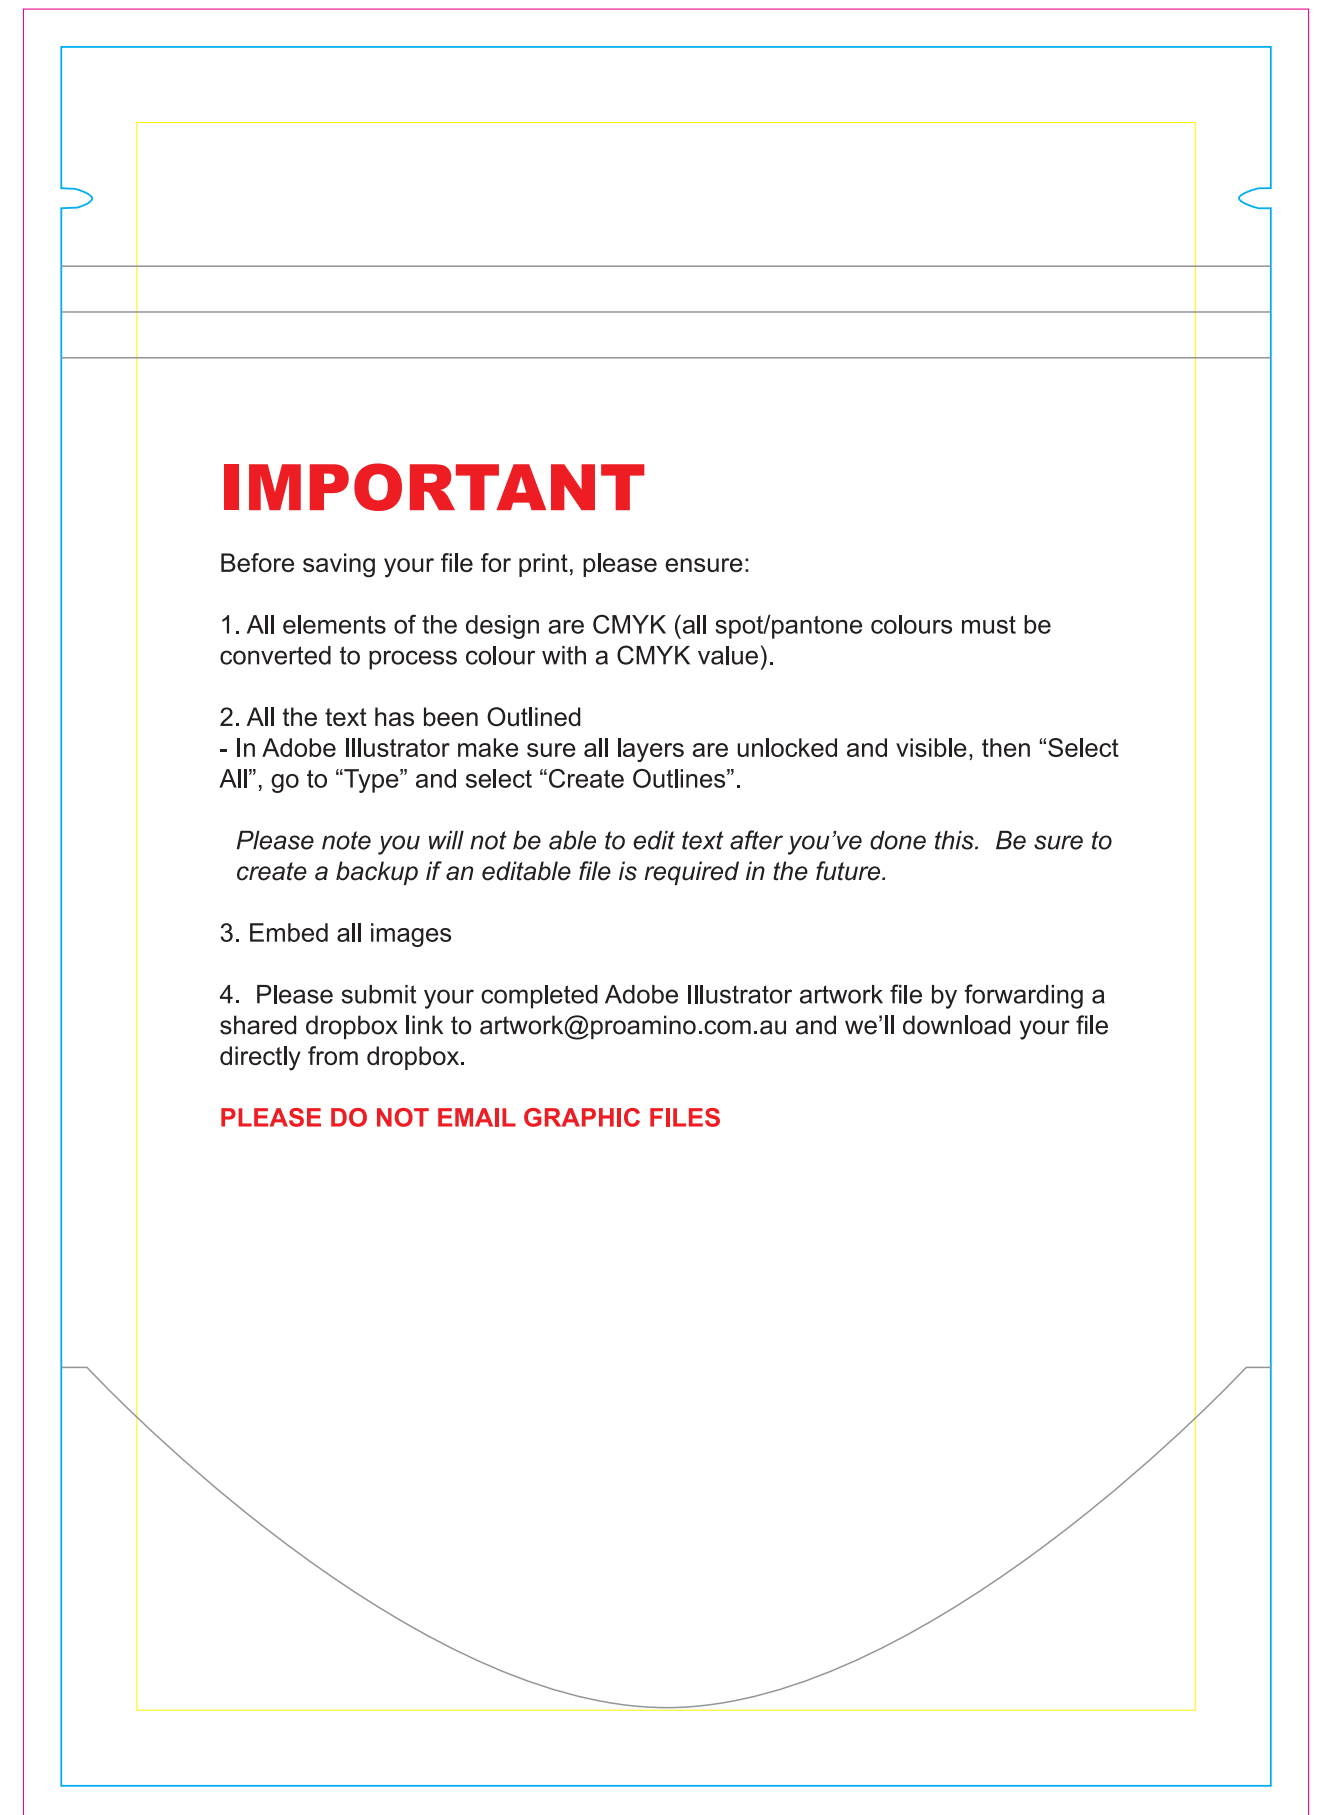 IMPORTANT
Before saving your file for print, please ensure:
1. All elements of the design are CMYK (all spot/pantone colours must be
converted to process colour with a CMYK value).
2. All the text has been Outlined
- In Adobe Illustrator make sure all layers are unlocked and visible, then “Select
All”, go to “Type” and select “Create Outlines”.
Please note you will not be able to edit text after you’ve done this.  Be sure to
create a backup if an editable file is required in the future.
3. Embed all images
4.  Please submit your completed Adobe Illustrator artwork file by forwarding a
shared dropbox link to artwork@proamino.com.au and we’ll download your file
directly from dropbox.
PLEASE DO NOT EMAIL GRAPHIC FILES